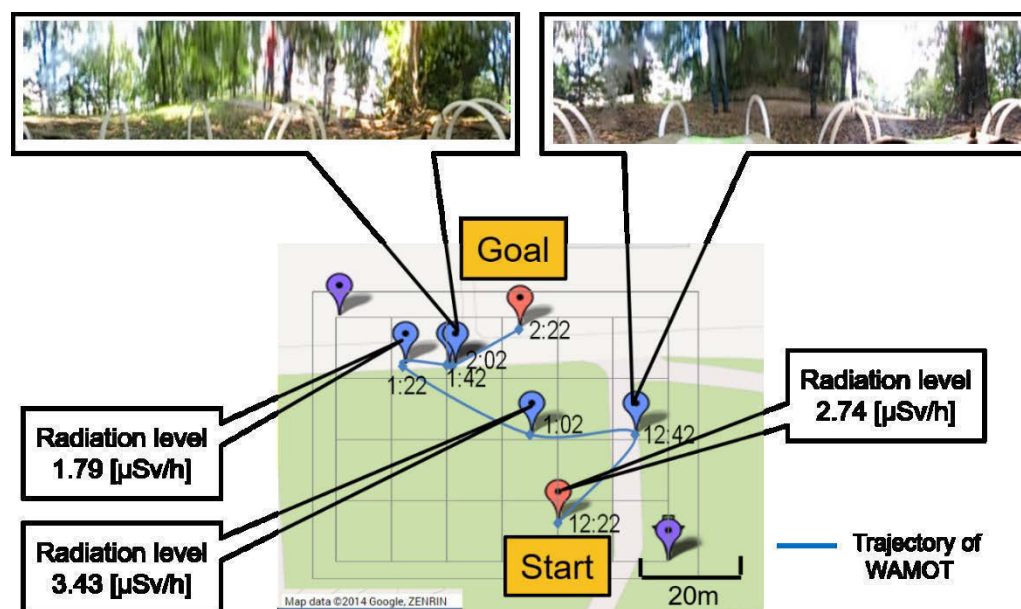 Goal
2:22
2:02
1:42
1:22
1:02
12:42
12:22
Start
Radiation level
2.74 [µSv/h]
Radiation level
1.79 [µSv/h]
Radiation level
3.43 [µSv/h]
Trajectory of
WAMOT
20m
Map data ©2014 Google, ZENRIN